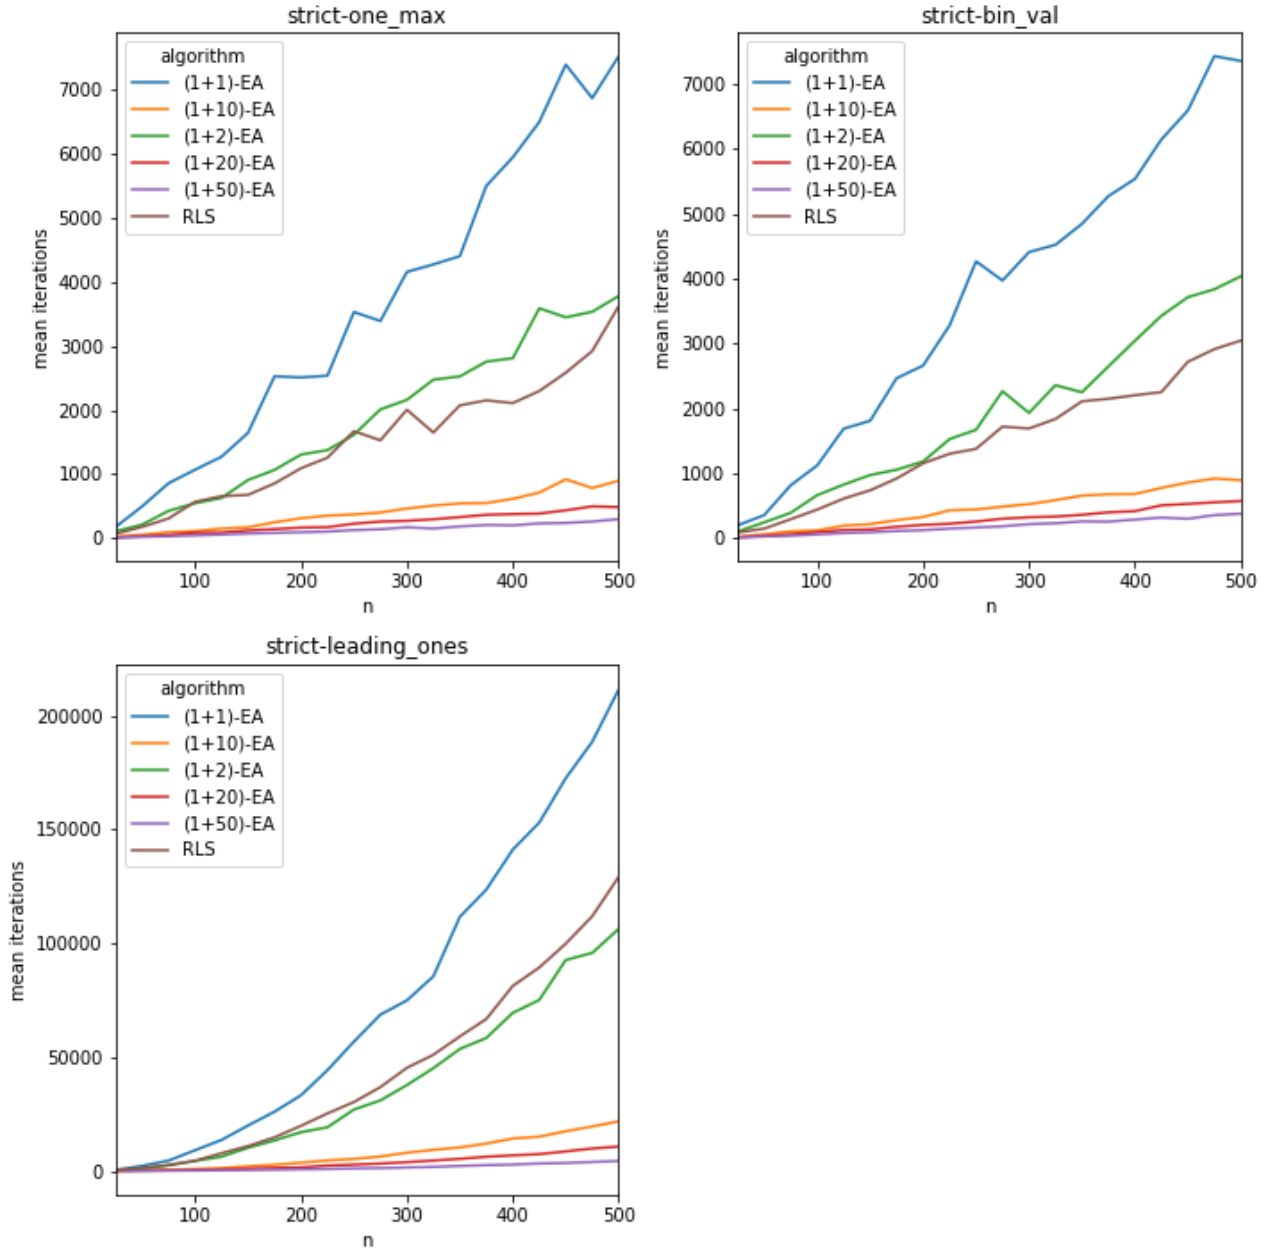 strict-one_max
algorithm
(1+1)-EA
(1+10)-EA
(1+2)-EA
(1+20)-EA
(1+50)-EA
RLS
7000
6000
5000
4000
3000
2000
1000
0
mean iterations
100 200 300 400 500
n
strict-bin_val
algorithm
(1+1)-EA
(1+10)-EA
(1+2)-EA
(1+20)-EA
(1+50)-EA
RLS
7000
6000
5000
4000
3000
2000
1000
0
mean iterations
100 200 300 400 500
n
strict-leading_ones
algorithm
(1+1)-EA
(1+10)-EA
(1+2)-EA
(1+20)-EA
(1+50)-EA
RLS
200000
150000
100000
50000
0
mean iterations
100 200 300 400 500
n